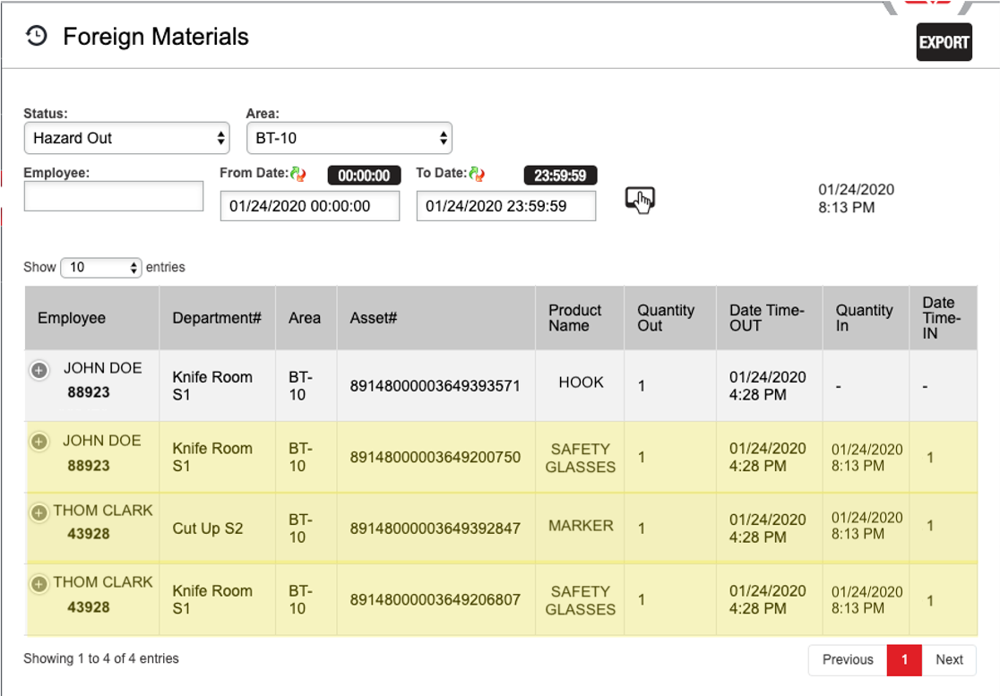 Foreign Materials
EXPORT
Status:
Area:
Hazard Out
BT-10
Employee:
From Date:
00:00:00
To Date:
23:59:59
01/24/2020 00:00:00
01/24/2020 23:59:59
01/24/2020
8:13 PM
Show 10 entries
Employee
Department#
Area
Asset#
Product
Name
Quantity
Out
Date Time-
OUT
Quantity
In
Date
Time-
IN
JOHN DOE
88923
Knife Room
S1
BT-
10
89148000003649393571
HOOK
1
01/24/2020
4:28 PM
-
-
JOHN DOE
88923
Knife Room
S1
BT-
10
89148000003649200750
SAFETY
GLASSES
1
01/24/2020
4:28 PM
01/24/2020
8:13 PM
1
THOM CLARK
43928
Cut Up S2
BT-
10
89148000003649392847
MARKER
1
01/24/2020
4:28 PM
01/24/2020
8:13 PM
1
THOM CLARK
43928
Knife Room
S1
BT-
10
89148000003649206807
SAFETY
GLASSES
1
01/24/2020
4:28 PM
01/24/2020
8:13 PM
1
Showing 1 to 4 of 4 entries
Previous
1
Next